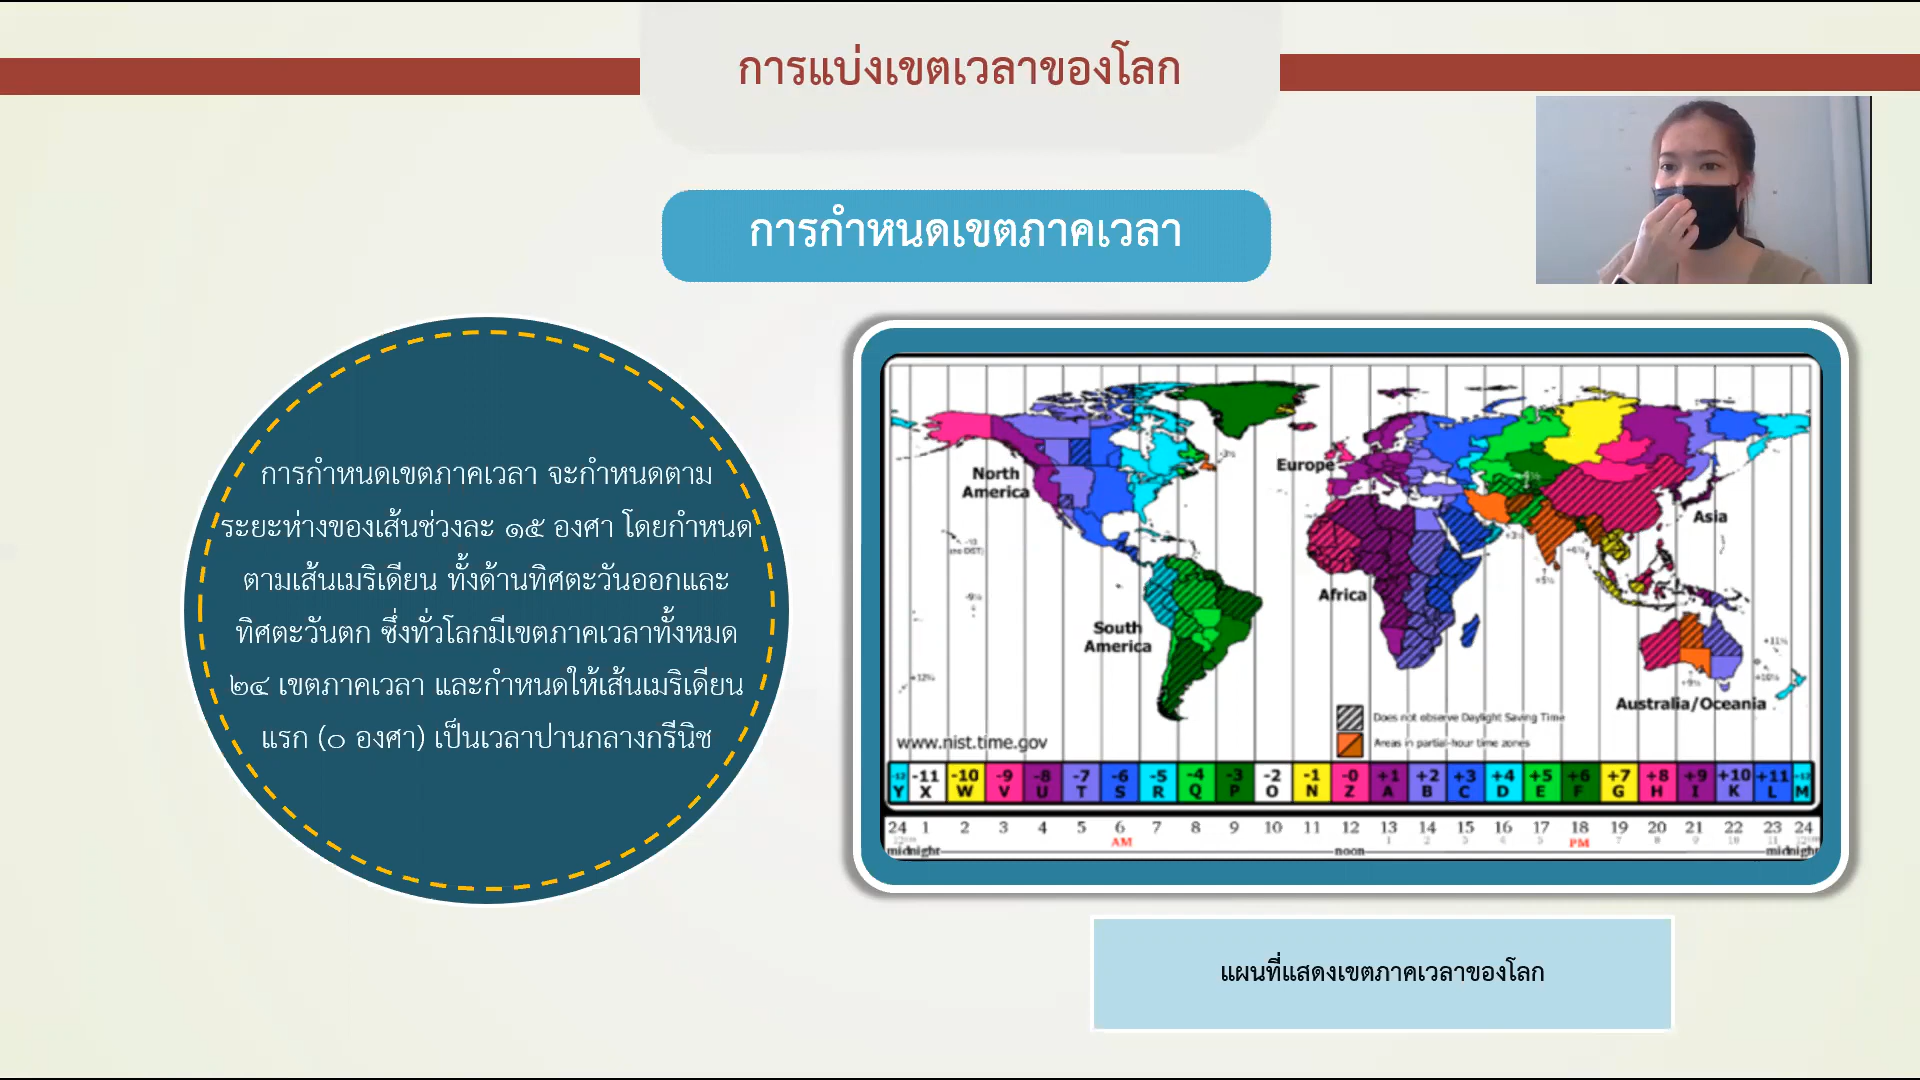 การแบ่งเขตเวลาของโลก
การกำหนดเขตภาคเวลา
การกำหนดเขตภาคเวลา จะกำหนดตาม
ระยะห่างของเส้นช่วงละ ๑๕ องศา โดยกำหนด
ตามเส้นเมริเดียน ทั้งด้านทิศตะวันออกและ
ทิศตะวันตก ซึ่งทั่วโลกมีเขตภาคเวลาทั้งหมด
๒๔ เขตภาคเวลา และกำหนดให้เส้นเมริเดียน
แรก (๐ องศา) เป็นเวลาปานกลางกรีนิช
North
America
Europe
Asia
Africa
South
America
Australia/Oceania
Does not observe Daylight Saving Time
Areas in partial-hour time zones
www.nist.time.gov
-12 -11 -10 -9 -8 -7 -6 -5 -4 -3 -2 -1 -0 +1 +2 +3 +4 +5 +6 +7 +8 +9 +10 +11 +12
Y X W V U T S R Q P O N Z A B C D E F G H I K L M
24 1 2 3 4 5 6 7 8 9 10 11 12 13 14 15 16 17 18 19 20 21 22 23 24
AM PM
midnight noon midnight
แผนที่แสดงเขตภาคเวลาของโลก